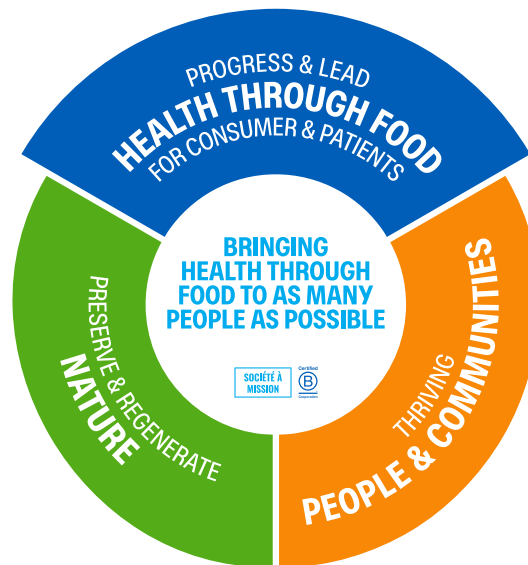 PROGRESS & LEAD
HEALTH THROUGH FOOD
FOR CONSUMER & PATIENTS
BRINGING
HEALTH THROUGH
FOOD TO AS MANY
PEOPLE AS POSSIBLE
SOCIÉTÉ À
MISSION
Certified
B
Corporation
PRESERVE & REGENERATE
NATURE
THRIVING
PEOPLE & COMMUNITIES